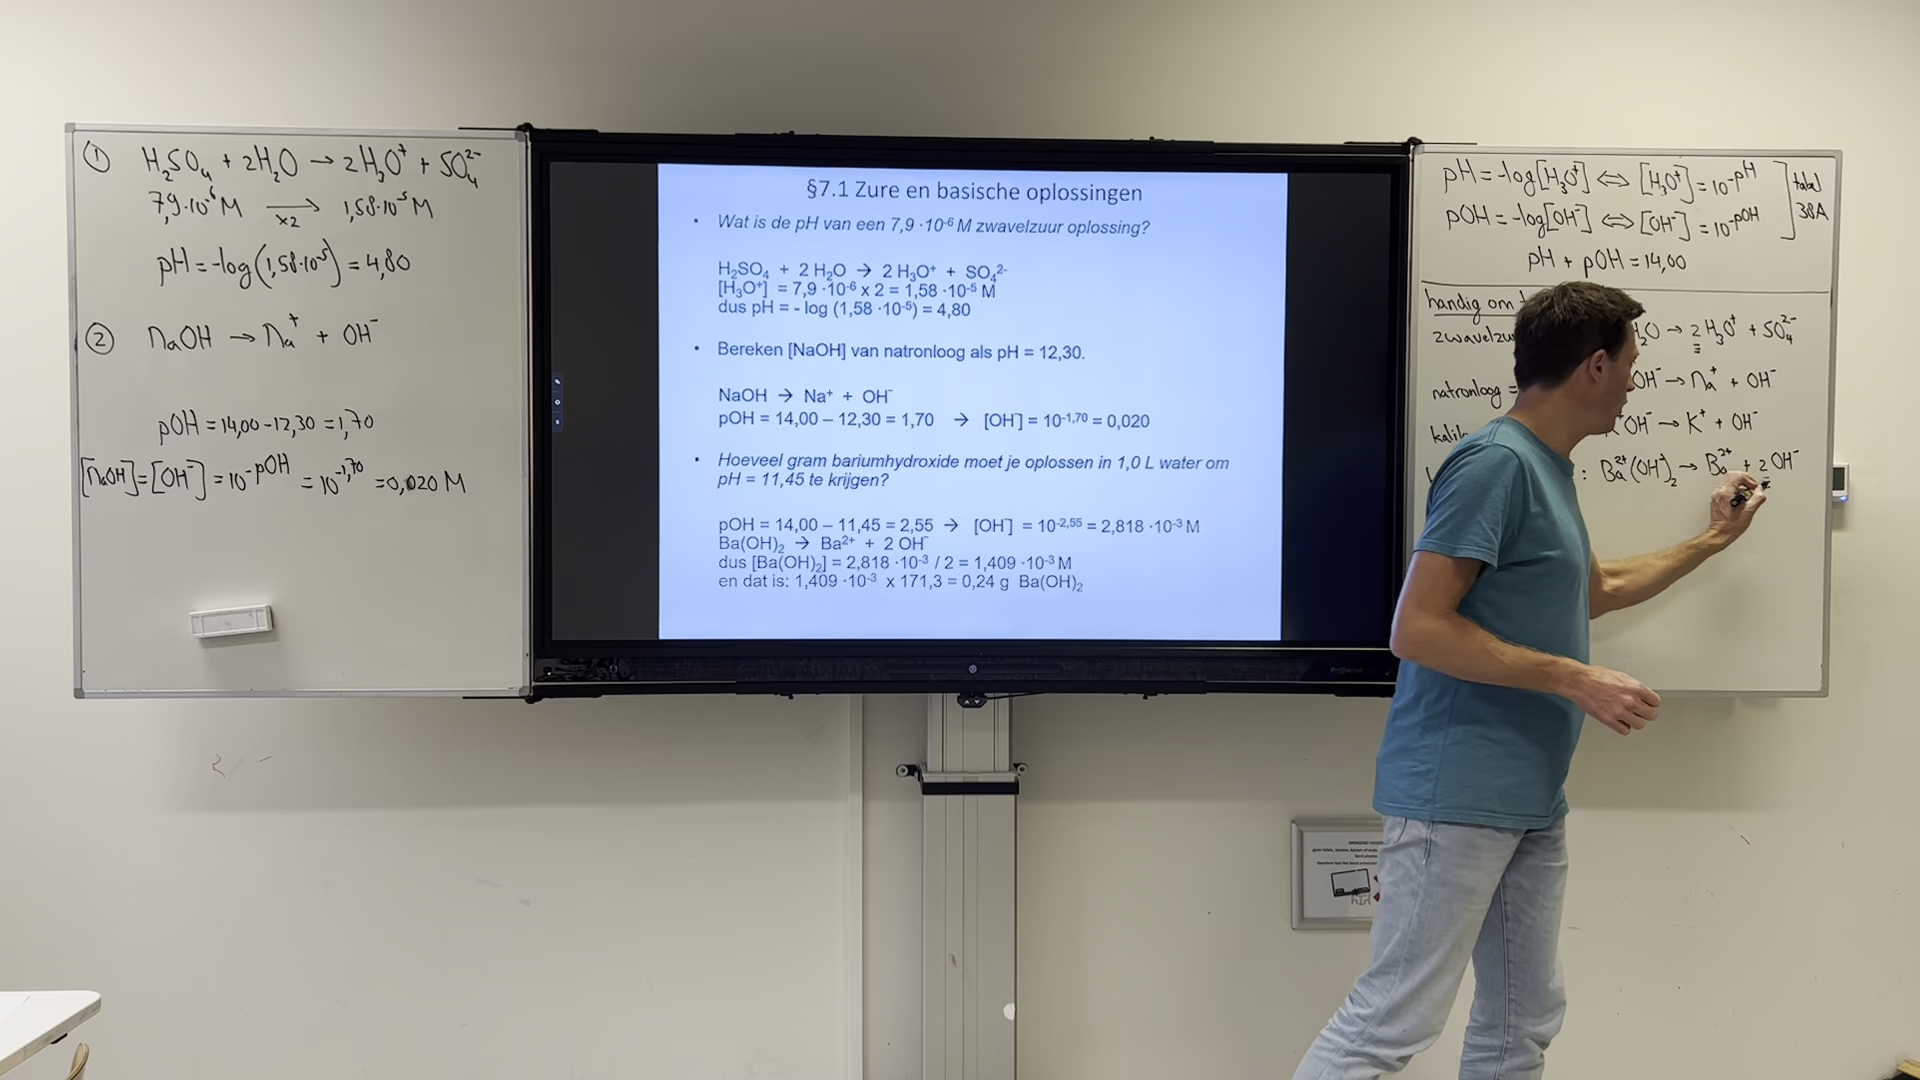 ① H₂SO₄ + 2H₂O → 2H₃O⁺ + SO₄²⁻
7,9·10⁻⁶ M →x2 1,58·10⁻⁵ M
pH = -log(1,58·10⁻⁵) = 4,80
② NaOH → Na⁺ + OH⁻
pOH = 14,00 - 12,30 = 1,70
[NaOH] = [OH⁻] = 10⁻ᵖᴼᴴ = 10⁻¹,⁷⁰ = 0,020 M
§7.1 Zure en basische oplossingen
• Wat is de pH van een 7,9 ·10⁻⁶ M zwavelzuur oplossing?
H₂SO₄ + 2 H₂O → 2 H₃O⁺ + SO₄²⁻
[H₃O⁺] = 7,9 ·10⁻⁶ x 2 = 1,58 ·10⁻⁵ M
dus pH = - log (1,58 ·10⁻⁵) = 4,80
• Bereken [NaOH] van natronloog als pH = 12,30.
NaOH → Na⁺ + OH⁻
pOH = 14,00 – 12,30 = 1,70 → [OH⁻] = 10⁻¹,⁷⁰ = 0,020
• Hoeveel gram bariumhydroxide moet je oplossen in 1,0 L water om
pH = 11,45 te krijgen?
pOH = 14,00 – 11,45 = 2,55 → [OH⁻] = 10⁻²,⁵⁵ = 2,818 ·10⁻³ M
Ba(OH)₂ → Ba²⁺ + 2 OH⁻
dus [Ba(OH)₂] = 2,818 ·10⁻³ / 2 = 1,409 ·10⁻³ M
en dat is: 1,409 ·10⁻³ x 171,3 = 0,24 g Ba(OH)₂
pH = -log[H₃O⁺] ⇔ [H₃O⁺] = 10⁻ᵖᴴ
pOH = -log[OH⁻] ⇔ [OH⁻] = 10⁻ᵖᴼᴴ
tabel
38A
pH + pOH = 14,00
handig om
→ 2 H₃O⁺ + SO₄²⁻
natronloog = OH⁻ → Na⁺ + OH⁻
OH⁻ → K⁺ + OH⁻
: Ba²⁺(OH⁻)₂ → Ba²⁺ + 2 OH⁻